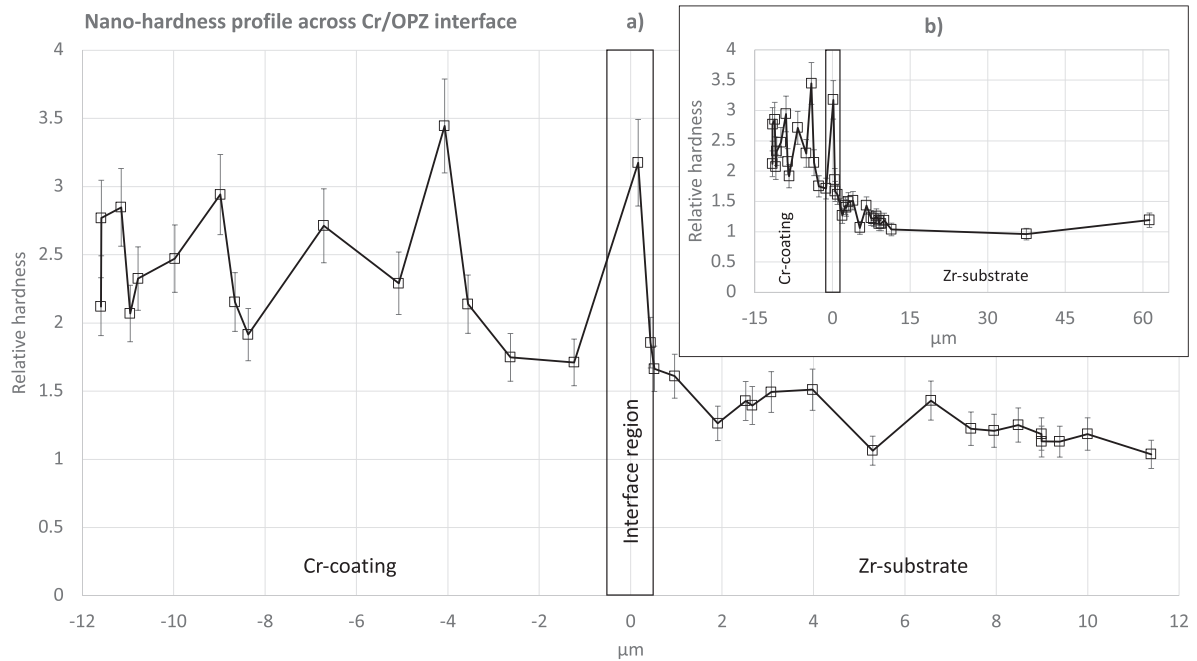 Nano-hardness profile across Cr/OPZ interface
a)
4
3.5
3
2.5
2
1.5
1
0.5
0
Relative hardness
-12 -10 -8 -6 -4 -2 0 2 4 6 8 10 12
µm
Cr-coating
Interface region
Zr-substrate
b)
4
3.5
3
2.5
2
1.5
1
0.5
0
Relative hardness
Cr-coating
Zr-substrate
-15 0 15 30 45 60
µm